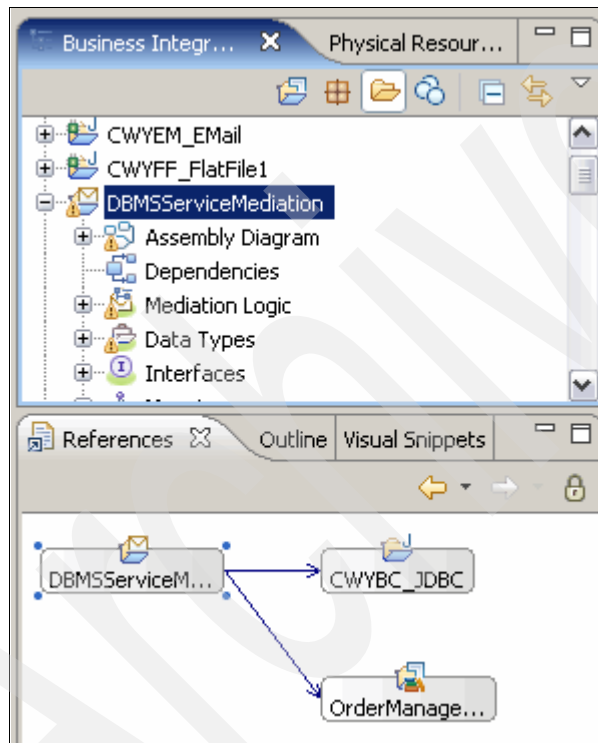 Business Integr... Physical Resour...
CWYEM_EMail
CWYFF_FlatFile1
DBMSServiceMediation
Assembly Diagram
Dependencies
Mediation Logic
Data Types
Interfaces
References Outline Visual Snippets
DBMSServiceM...
CWYBC_JDBC
OrderManage...